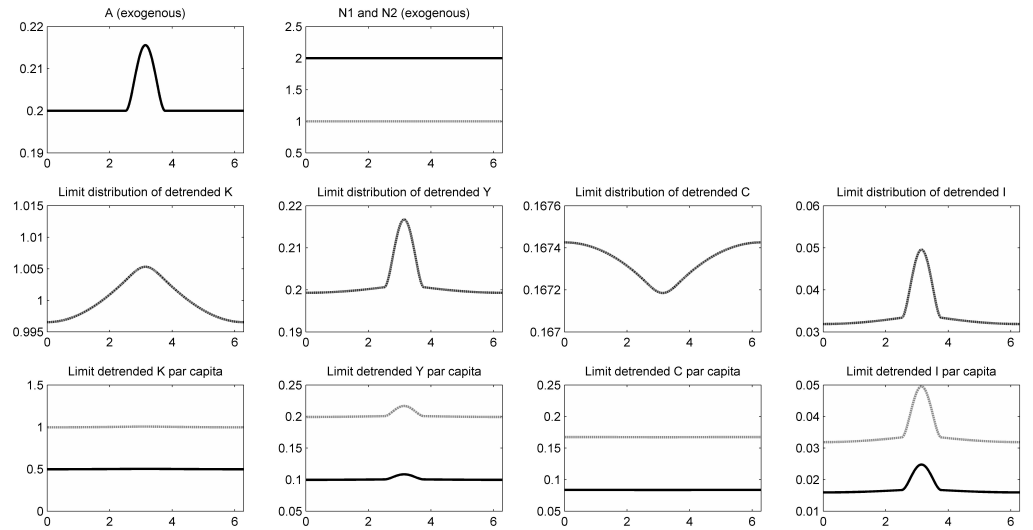 A (exogenous)
N1 and N2 (exogenous)
0.22
0.21
0.2
0.19
0 2 4 6
2.5
2
1.5
1
0.5
0 2 4 6
Limit distribution of detrended K
Limit distribution of detrended Y
Limit distribution of detrended C
Limit distribution of detrended I
1.015
1.01
1.005
1
0.995
0 2 4 6
0.22
0.21
0.2
0.19
0 2 4 6
0.1676
0.1674
0.1672
0.167
0 2 4 6
0.06
0.05
0.04
0.03
0 2 4 6
Limit detrended K par capita
Limit detrended Y par capita
Limit detrended C par capita
Limit detrended I par capita
1.5
1
0.5
0
0 2 4 6
0.25
0.2
0.15
0.1
0.05
0 2 4 6
0.25
0.2
0.15
0.1
0.05
0 2 4 6
0.05
0.04
0.03
0.02
0.01
0 2 4 6